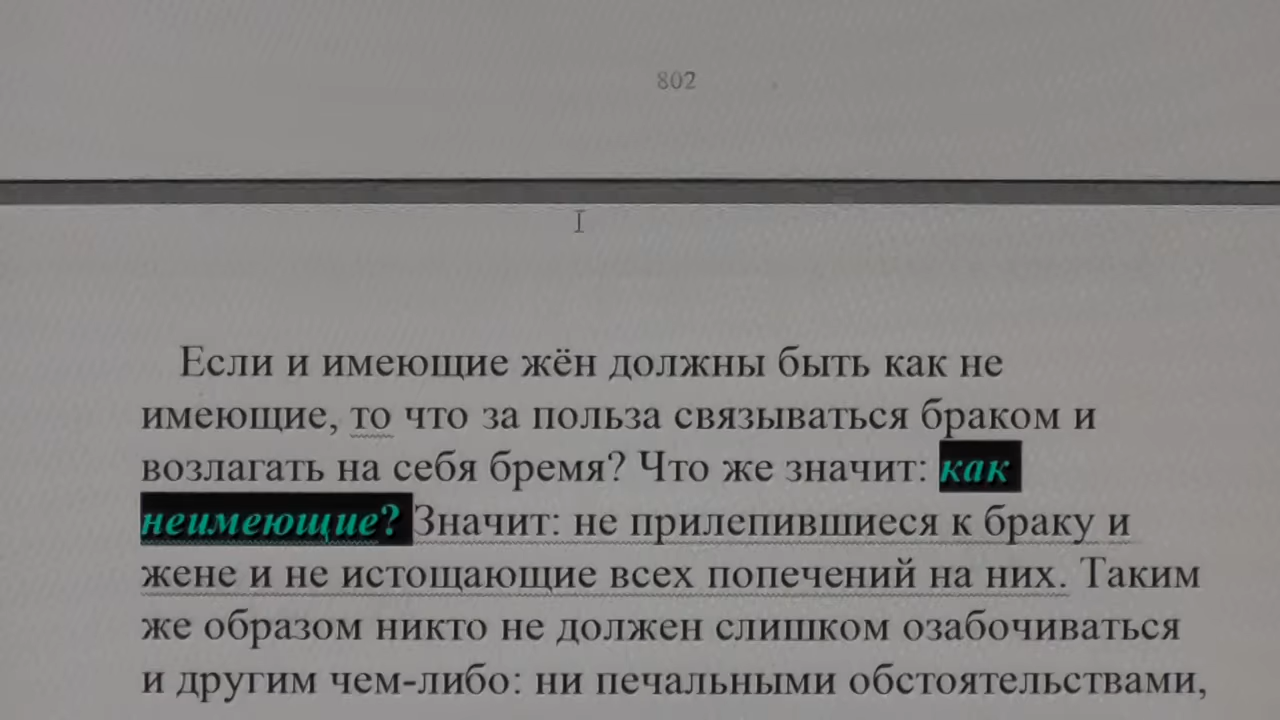 802
Если и имеющие жён должны быть как не
имеющие, то что за польза связываться браком и
возлагать на себя бремя? Что же значит: как
неимеющие? Значит: не прилепившиеся к браку и
жене и не истощающие всех попечений на них. Таким
же образом никто не должен слишком озабочиваться
и другим чем-либо: ни печальными обстоятельствами,